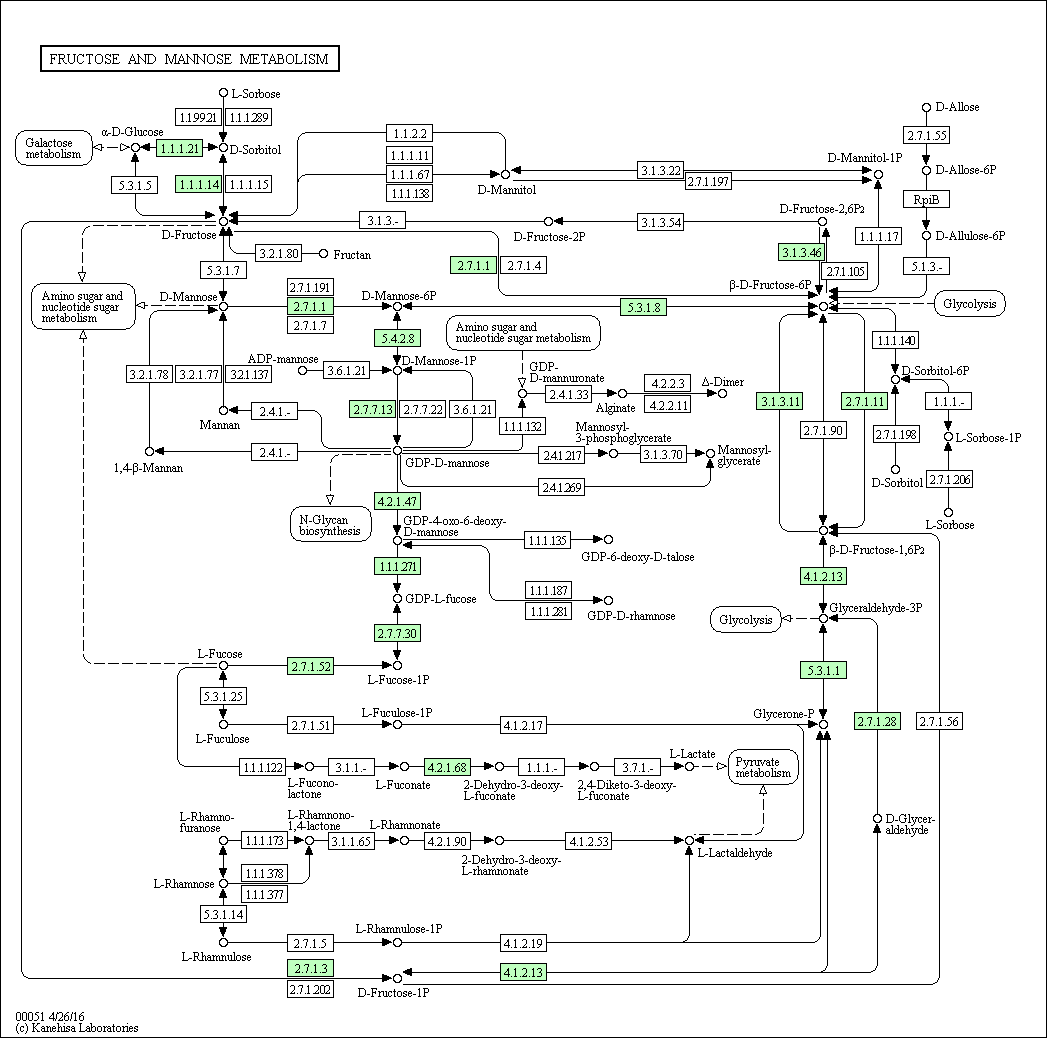 FRUCTOSE AND MANNOSE METABOLISM
L-Sorbose
1.1.99.21
1.1.1.289
α-D-Glucose
Galactose
metabolism
1.1.1.21
D-Sorbitol
5.3.1.5
1.1.1.14
1.1.1.15
1.1.2.2
1.1.1.11
1.1.1.67
1.1.1.138
D-Mannitol
3.1.3.22
2.7.1.197
D-Mannitol-1P
D-Allose
2.7.1.55
D-Allose-6P
RpiB
D-Allulose-6P
5.1.3.-
D-Fructose
3.1.3.-
D-Fructose-2P
3.1.3.54
D-Fructose-2,6P2
1.1.1.17
3.2.1.80
Fructan
2.7.1.1
2.7.1.4
3.1.3.46
2.7.1.105
β-D-Fructose-6P
Glycolysis
5.3.1.7
Amino sugar and
nucleotide sugar
metabolism
D-Mannose
2.7.1.191
2.7.1.1
2.7.1.7
D-Mannose-6P
5.3.1.8
5.4.2.8
Amino sugar and
nucleotide sugar metabolism
1.1.1.140
D-Sorbitol-6P
ADP-mannose
3.6.1.21
D-Mannose-1P
GDP-
D-mannuronate
3.2.1.78
3.2.1.77
3.2.1.137
2.4.1.33
Alginate
4.2.2.3
4.2.2.11
Δ-Dimer
3.1.3.11
2.7.1.11
1.1.1.-
Mannan
2.4.1.-
2.7.7.13
2.7.7.22
3.6.1.21
1.1.1.132
Mannosyl-
3-phosphoglycerate
2.7.1.90
2.7.1.198
L-Sorbose-1P
1,4-β-Mannan
2.4.1.-
GDP-D-mannose
2.4.1.217
3.1.3.70
Mannosyl-
glycerate
2.4.1.269
D-Sorbitol
2.7.1.206
L-Sorbose
N-Glycan
biosynthesis
4.2.1.47
GDP-4-oxo-6-deoxy-
D-mannose
1.1.1.135
GDP-6-deoxy-D-talose
β-D-Fructose-1,6P2
1.1.1.271
4.1.2.13
GDP-L-fucose
1.1.1.187
1.1.1.281
GDP-D-rhamnose
Glycolysis
Glyceraldehyde-3P
2.7.7.30
L-Fucose
2.7.1.52
L-Fucose-1P
5.3.1.1
5.3.1.25
L-Fuculose
2.7.1.51
L-Fuculose-1P
4.1.2.17
Glycerone-P
2.7.1.28
2.7.1.56
1.1.1.122
L-Fucono-
lactone
3.1.1.-
L-Fuconate
4.2.1.68
2-Dehydro-3-deoxy-
L-fuconate
1.1.1.-
2,4-Diketo-3-deoxy-
L-fuconate
3.7.1.-
L-Lactate
Pyruvate
metabolism
L-Rhamno-
furanose
1.1.1.173
L-Rhamnono-
1,4-lactone
3.1.1.65
L-Rhamnonate
4.2.1.90
2-Dehydro-3-deoxy-
L-rhamnonate
4.1.2.53
L-Lactaldehyde
D-Glycer-
aldehyde
L-Rhamnose
1.1.1.378
1.1.1.377
5.3.1.14
L-Rhamnulose
2.7.1.5
L-Rhamnulose-1P
4.1.2.19
2.7.1.3
2.7.1.202
D-Fructose-1P
4.1.2.13
00051 4/26/16
(c) Kanehisa Laboratories